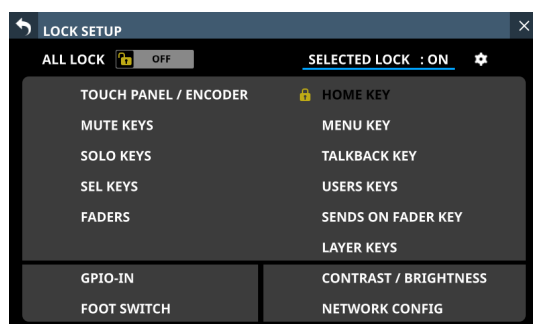 LOCK SETUP
ALL LOCK OFF SELECTED LOCK : ON
TOUCH PANEL / ENCODER HOME KEY
MUTE KEYS MENU KEY
SOLO KEYS TALKBACK KEY
SEL KEYS USERS KEYS
FADERS SENDS ON FADER KEY
LAYER KEYS
GPIO-IN CONTRAST / BRIGHTNESS
FOOT SWITCH NETWORK CONFIG